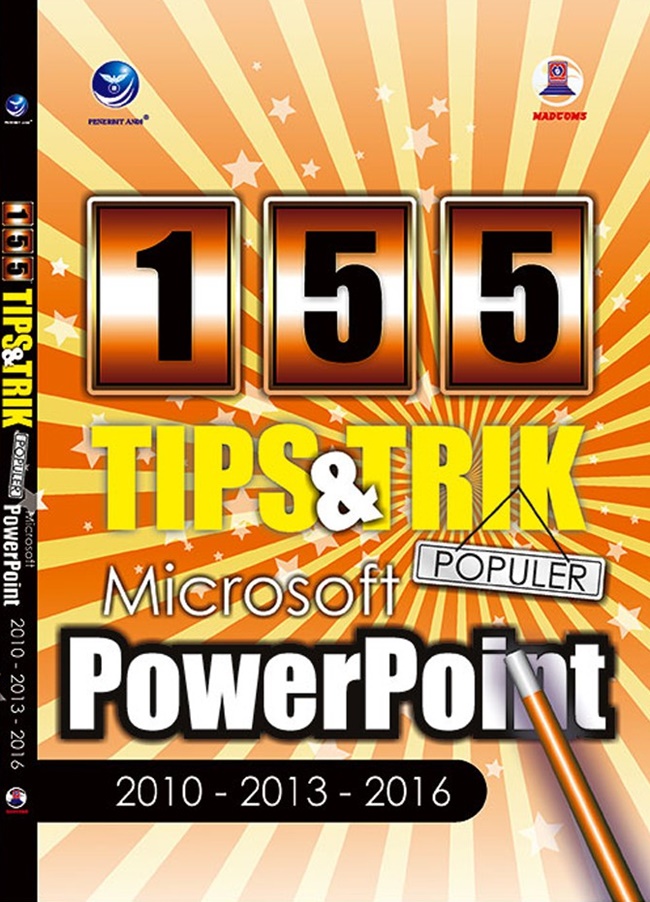 PENERBIT ANDI®
MADCOMS
155
TIPS&TRIK
POPULER
Microsoft
PowerPoint
2010 - 2013 - 2016
155 TIPS&TRIK POPULER Microsoft PowerPoint 2010 - 2013 - 2016